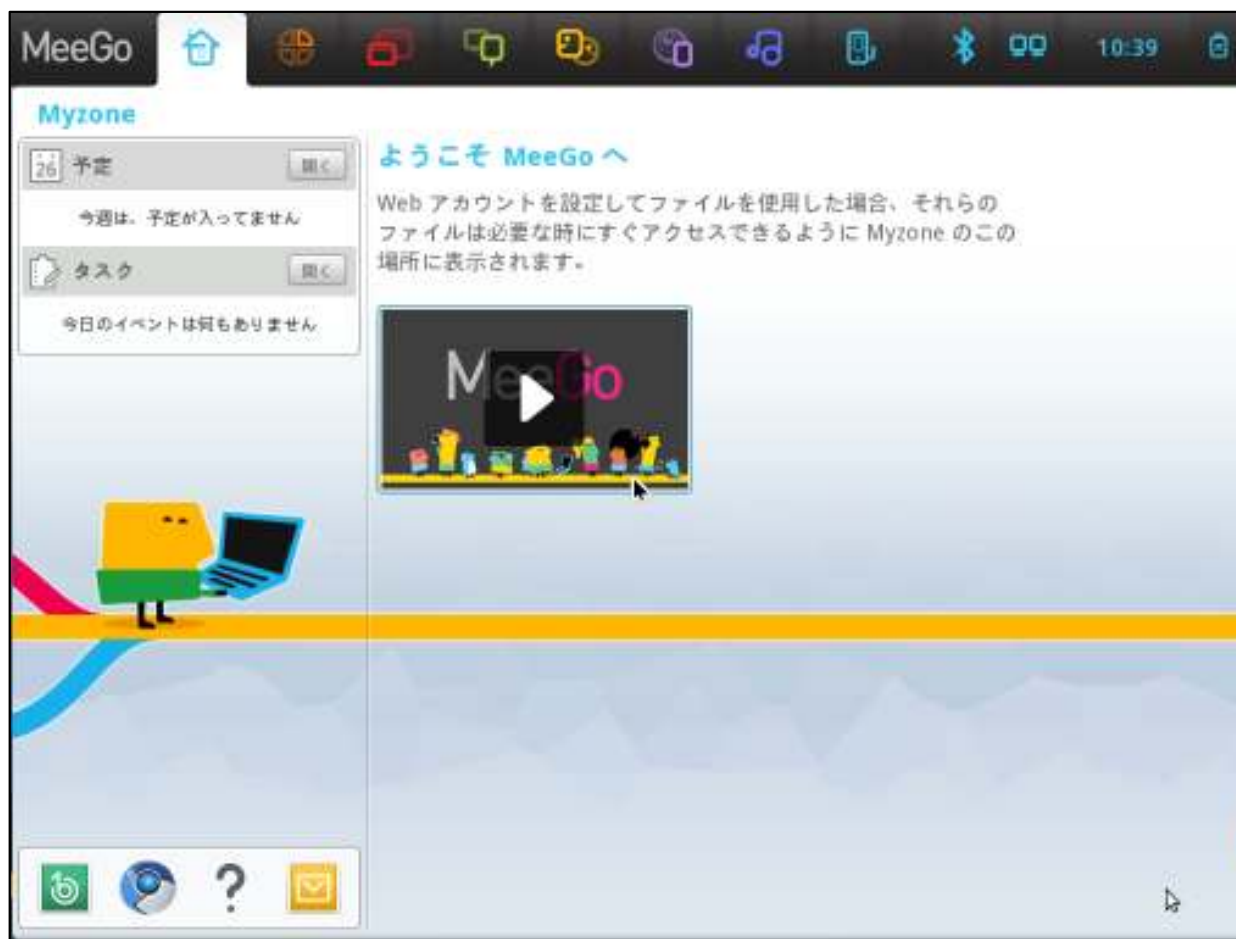 MeeGo
10:39
Myzone
26 予定 開く
今週は、予定が入ってません
タスク 開く
今日のイベントは何もありません
ようこそ MeeGo へ
Web アカウントを設定してファイルを使用した場合、それらの
ファイルは必要な時にすぐアクセスできるように Myzone のこの
場所に表示されます。
MeeGo
?